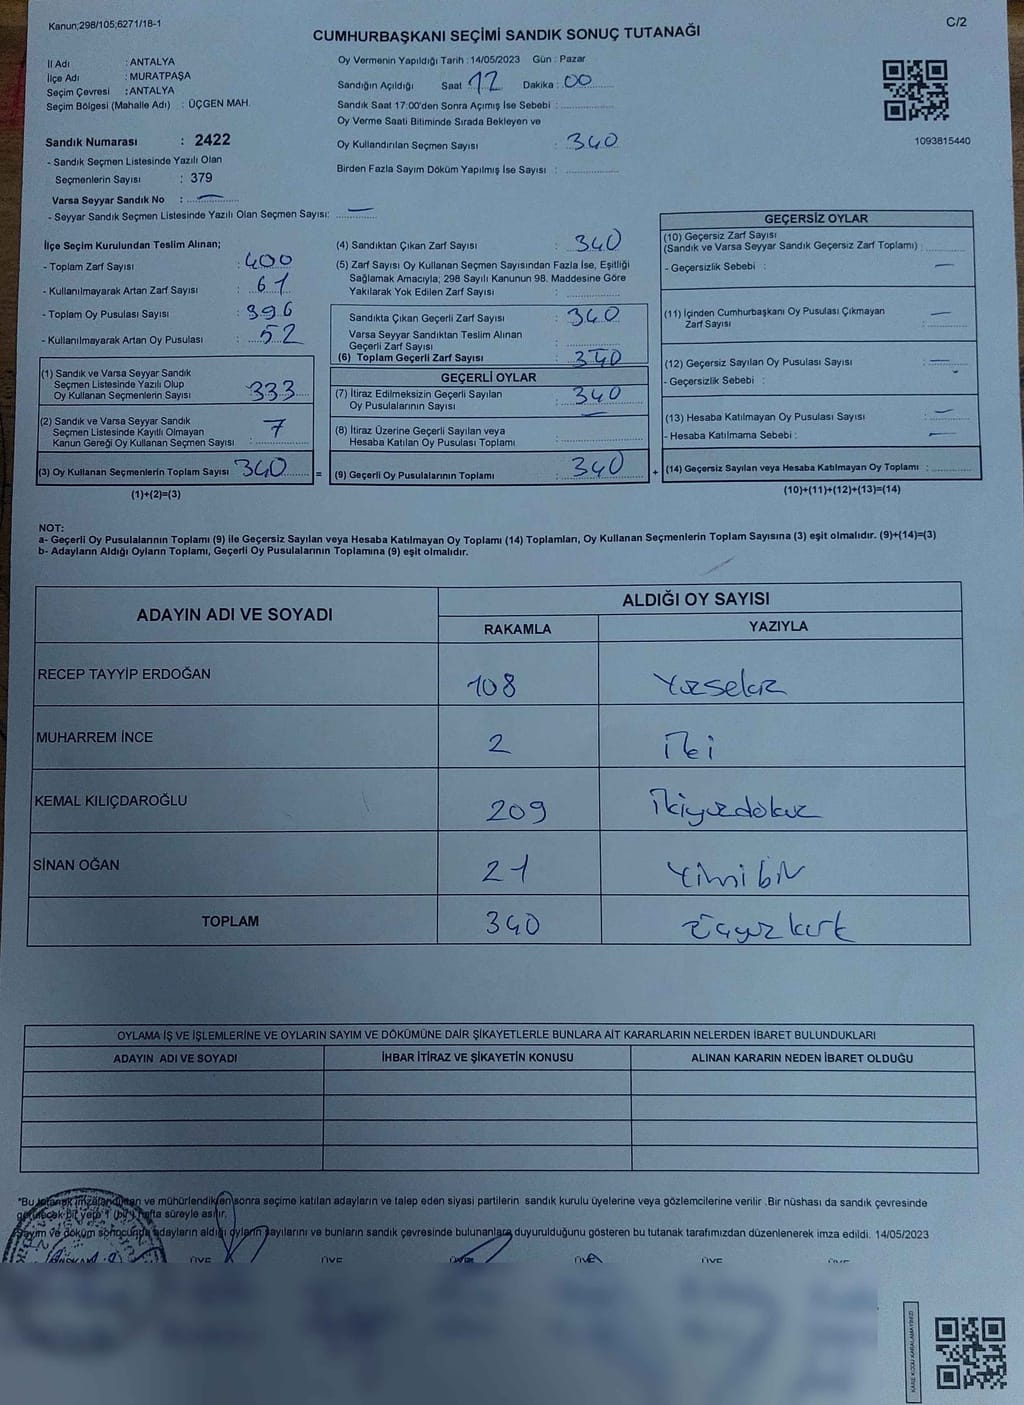 Kanun;298/105;6271/18-1
C/2
CUMHURBAŞKANI SEÇİMİ SANDIK SONUÇ TUTANAĞI
İl Adı : ANTALYA
İlçe Adı : MURATPAŞA
Seçim Çevresi : ANTALYA
Seçim Bölgesi (Mahalle Adı) : ÜÇGEN MAH.
Oy Vermenin Yapıldığı Tarih : 14/05/2023 Gün : Pazar
Sandığın Açıldığı Saat 17 Dakika : 00
Sandık Saat 17:00'den Sonra Açımış İse Sebebi :
Oy Verme Saati Bitiminde Sırada Bekleyen ve
Oy Kullandırılan Seçmen Sayısı : 340
Birden Fazla Sayım Döküm Yapılmış İse Sayısı :
1093815440
Sandık Numarası : 2422
- Sandık Seçmen Listesinde Yazılı Olan
Seçmenlerin Sayısı : 379
Varsa Seyyar Sandık No : —
- Seyyar Sandık Seçmen Listesinde Yazılı Olan Seçmen Sayısı: —
İlçe Seçim Kurulundan Teslim Alınan;
- Toplam Zarf Sayısı : 400
- Kullanılmayarak Artan Zarf Sayısı : 61
- Toplam Oy Pusulası Sayısı : 396
- Kullanılmayarak Artan Oy Pusulası : 52
(1) Sandık ve Varsa Seyyar Sandık
Seçmen Listesinde Yazılı Olup
Oy Kullanan Seçmenlerin Sayısı : 333
(2) Sandık ve Varsa Seyyar Sandık
Seçmen Listesinde Kayıtlı Olmayan
Kanun Gereği Oy Kullanan Seçmen Sayısı : 7
(3) Oy Kullanan Seçmenlerin Toplam Sayısı 340 =
(1)+(2)=(3)
(4) Sandıktan Çıkan Zarf Sayısı : 340
(5) Zarf Sayısı Oy Kullanan Seçmen Sayısından Fazla İse, Eşitliği
Sağlamak Amacıyla; 298 Sayılı Kanunun 98. Maddesine Göre
Yakılarak Yok Edilen Zarf Sayısı :
Sandıkta Çıkan Geçerli Zarf Sayısı : 340
Varsa Seyyar Sandıktan Teslim Alınan
Geçerli Zarf Sayısı :
(6) Toplam Geçerli Zarf Sayısı : 340
GEÇERLİ OYLAR
(7) İtiraz Edilmeksizin Geçerli Sayılan
Oy Pusulalarının Sayısı : 340
(8) İtiraz Üzerine Geçerli Sayılan veya
Hesaba Katılan Oy Pusulası Toplamı :
(9) Geçerli Oy Pusulalarının Toplamı : 340 +
GEÇERSİZ OYLAR
(10) Geçersiz Zarf Sayısı
(Sandık ve Varsa Seyyar Sandık Geçersiz Zarf Toplamı) :
- Geçersizlik Sebebi : —
(11) İçinden Cumhurbaşkanı Oy Pusulası Çıkmayan
Zarf Sayısı : —
(12) Geçersiz Sayılan Oy Pusulası Sayısı : —
- Geçersizlik Sebebi :
(13) Hesaba Katılmayan Oy Pusulası Sayısı : —
- Hesaba Katılmama Sebebi : —
(14) Geçersiz Sayılan veya Hesaba Katılmayan Oy Toplamı :
(10)+(11)+(12)+(13)=(14)
NOT:
a- Geçerli Oy Pusulalarının Toplamı (9) ile Geçersiz Sayılan veya Hesaba Katılmayan Oy Toplamı (14) Toplamları, Oy Kullanan Seçmenlerin Toplam Sayısına (3) eşit olmalıdır. (9)+(14)=(3)
b- Adayların Aldığı Oyların Toplamı, Geçerli Oy Pusulalarının Toplamına (9) eşit olmalıdır.
ADAYIN ADI VE SOYADI
ALDIĞI OY SAYISI
RAKAMLA YAZIYLA
RECEP TAYYİP ERDOĞAN 108 Yüzsekiz
MUHARREM İNCE 2 İki
KEMAL KILIÇDAROĞLU 209 İkiyüzdokuz
SİNAN OĞAN 21 Yirmi bir
TOPLAM 340 Üçyüz kırk
OYLAMA İŞ VE İŞLEMLERİNE VE OYLARIN SAYIM VE DÖKÜMÜNE DAİR ŞİKAYETLERLE BUNLARA AİT KARARLARIN NELERDEN İBARET BULUNDUKLARI
ADAYIN ADI VE SOYADI İHBAR İTİRAZ VE ŞİKAYETİN KONUSU ALINAN KARARIN NEDEN İBARET OLDUĞU
"Bu tutanak imzalandıktan ve mühürlendikten sonra seçime katılan adayların ve talep eden siyasi partilerin sandık kurulu üyelerine veya gözlemcilerine verilir. Bir nüshası da sandık çevresinde
görülecek bir yere 1 (bir) hafta süreyle asılır.
Sayım ve döküm sonucunda adayların aldığı oyların sayılarını ve bunların sandık çevresinde bulunanlara duyurulduğunu gösteren bu tutanak tarafımızdan düzenlenerek imza edildi. 14/05/2023
BAŞKAN ÜYE ÜYE ÜYE ÜYE ÜYE ÜYE
KARE KODU KARALAMAYINIZ!